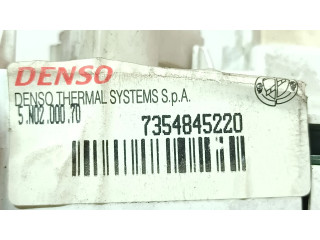 DENSO
DENSO THERMAL SYSTEMS S.p.A.
5.N02.000.70
7354845220